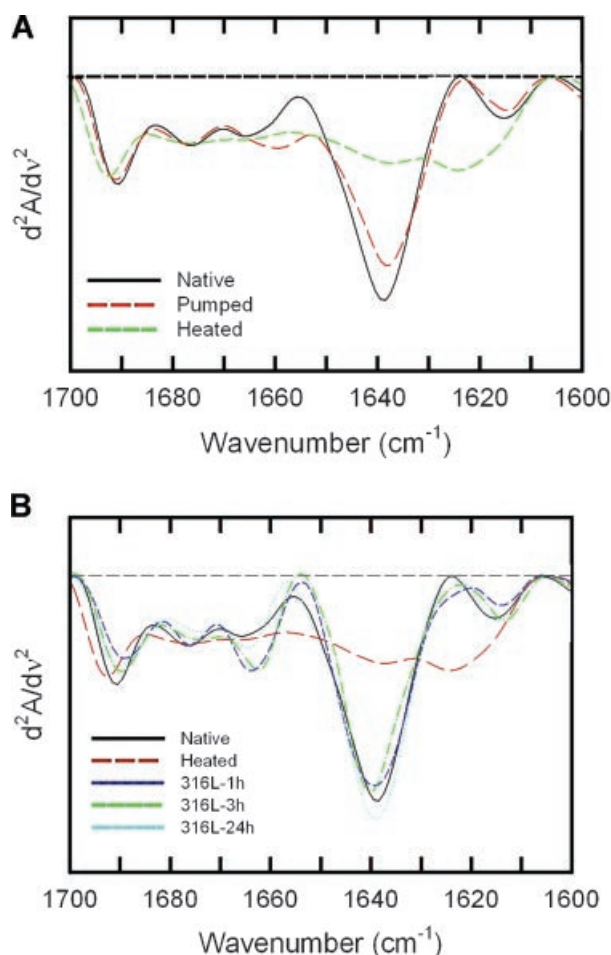 A
d²A/dν²
Native
Pumped
Heated
1700 1680 1660 1640 1620 1600
Wavenumber (cm⁻¹)
B
d²A/dν²
Native
Heated
316L-1h
316L-3h
316L-24h
1700 1680 1660 1640 1620 1600
Wavenumber (cm⁻¹)